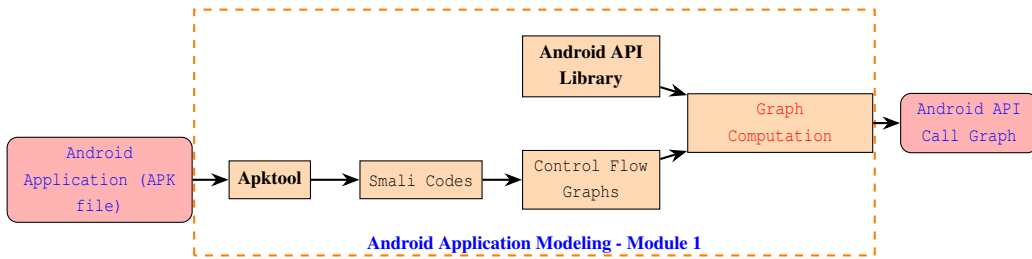 Android API
Library
Graph
Computation
Android API
Call Graph
Android
Application (APK
file)
Apktool
Smali Codes
Control Flow
Graphs
Android Application Modeling - Module 1